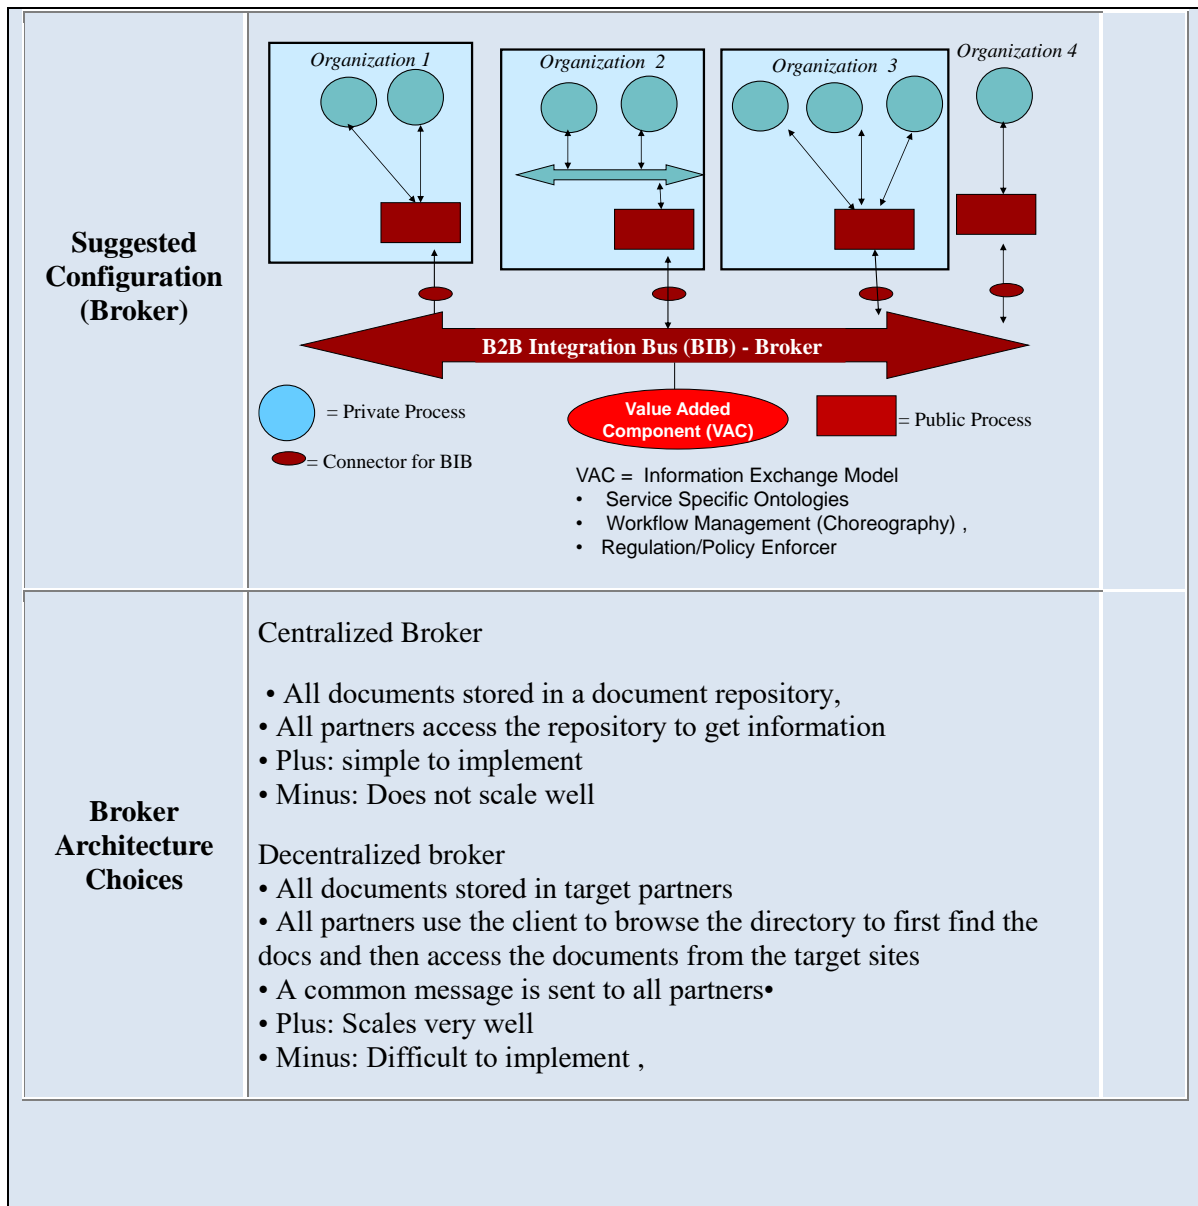 Suggested
Configuration
(Broker)
Organization 1
Organization 2
Organization 3
Organization 4
B2B Integration Bus (BIB) - Broker
= Private Process
Value Added
Component (VAC)
= Public Process
= Connector for BIB
VAC = Information Exchange Model
• Service Specific Ontologies
• Workflow Management (Choreography) ,
• Regulation/Policy Enforcer
Broker
Architecture
Choices
Centralized Broker
• All documents stored in a document repository,
• All partners access the repository to get information
• Plus: simple to implement
• Minus: Does not scale well
Decentralized broker
• All documents stored in target partners
• All partners use the client to browse the directory to first find the
docs and then access the documents from the target sites
• A common message is sent to all partners•
• Plus: Scales very well
• Minus: Difficult to implement ,